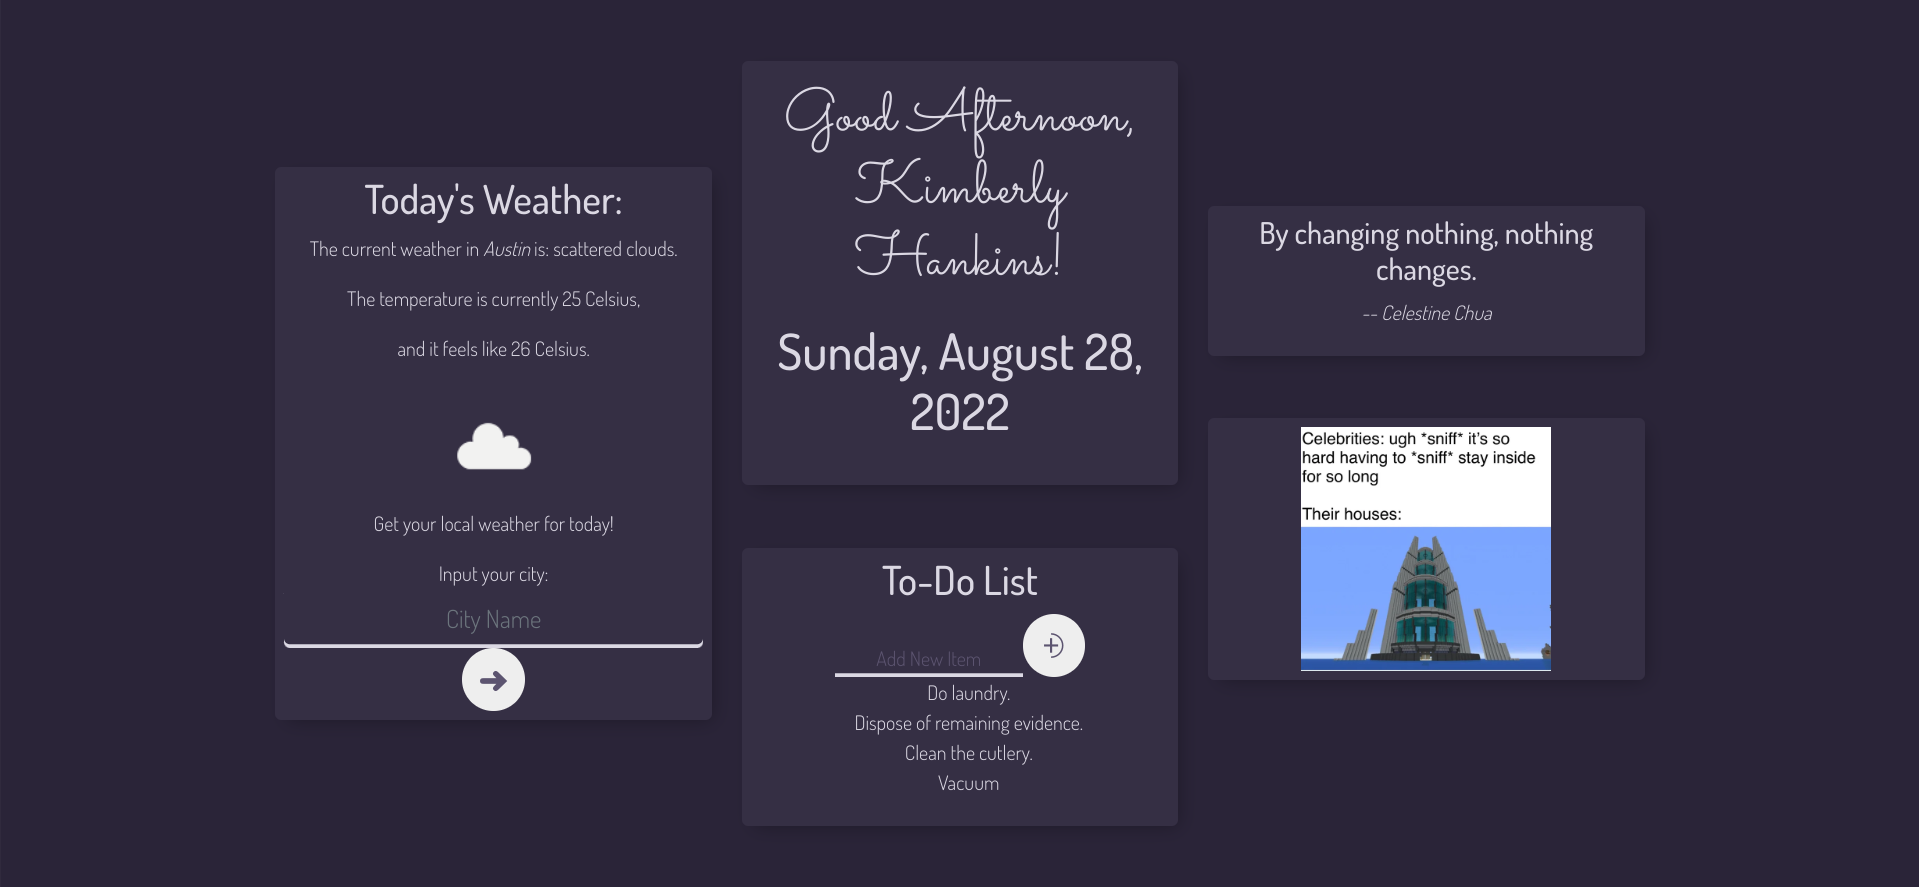 Today's Weather:
The current weather in Austin is: scattered clouds.
The temperature is currently 25 Celsius,
and it feels like 26 Celsius.
Get your local weather for today!
Input your city:
City Name
Good Afternoon,
Kimberly
Hankins!
Sunday, August 28,
2022
To-Do List
Add New Item
Do laundry.
Dispose of remaining evidence.
Clean the cutlery.
Vacuum
By changing nothing, nothing
changes.
-- Celestine Chua
Celebrities: ugh *sniff* it's so
hard having to *sniff* stay inside
for so long
Their houses: